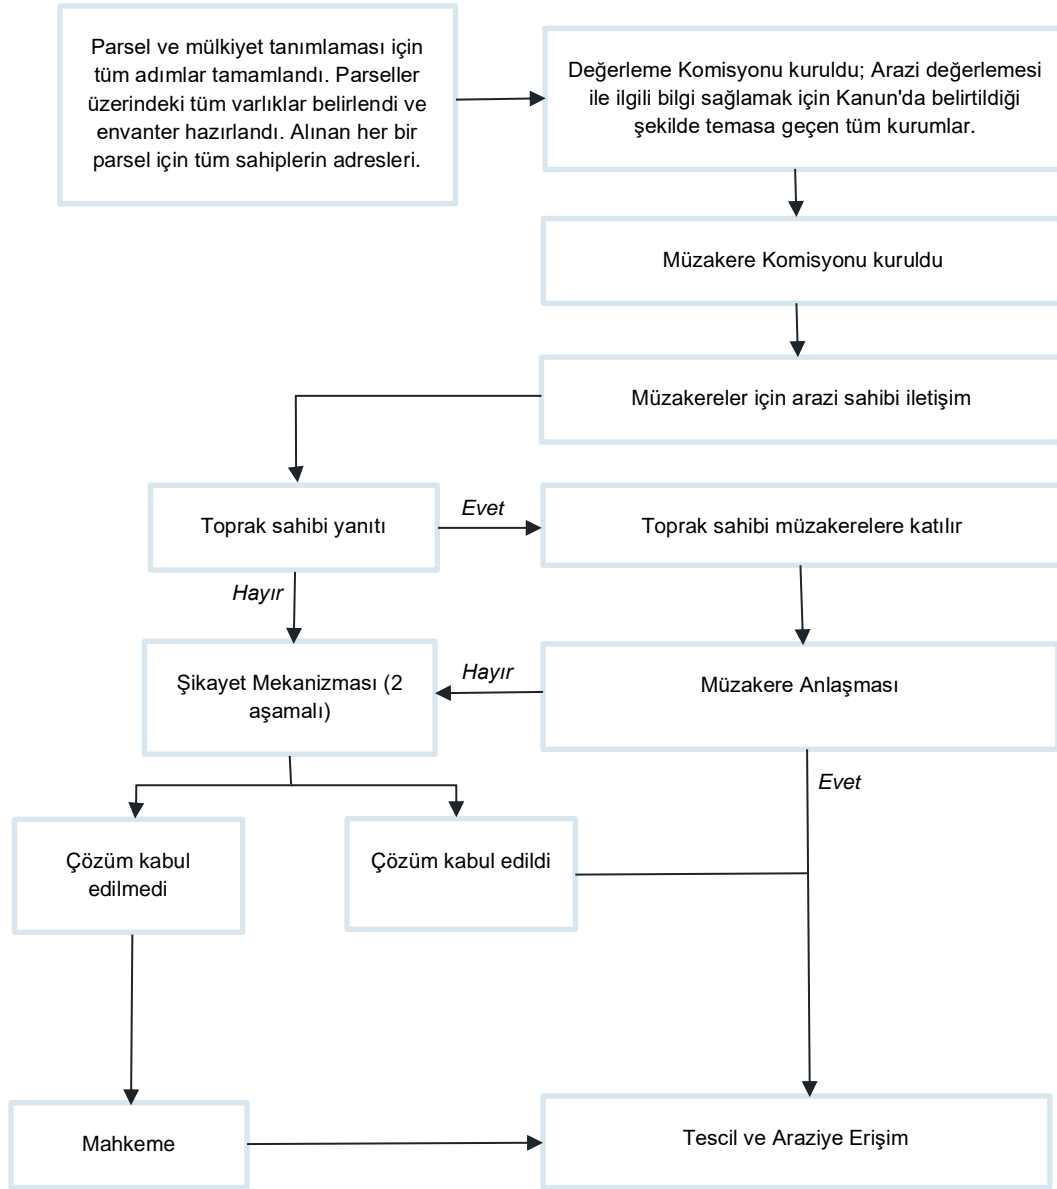 Parsel ve mülkiyet tanımlaması için
tüm adımlar tamamlandı. Parseller
üzerindeki tüm varlıklar belirlendi ve
envanter hazırlandı. Alınan her bir
parsel için tüm sahiplerin adresleri.
Değerleme Komisyonu kuruldu; Arazi değerlemesi
ile ilgili bilgi sağlamak için Kanun'da belirtildiği
şekilde temasa geçen tüm kurumlar.
Müzakere Komisyonu kuruldu
Müzakereler için arazi sahibi iletişim
Toprak sahibi yanıtı
Evet
Toprak sahibi müzakerelere katılır
Hayır
Şikayet Mekanizması (2
aşamalı)
Hayır
Müzakere Anlaşması
Evet
Çözüm kabul
edilmedi
Çözüm kabul edildi
Mahkeme
Tescil ve Araziye Erişim